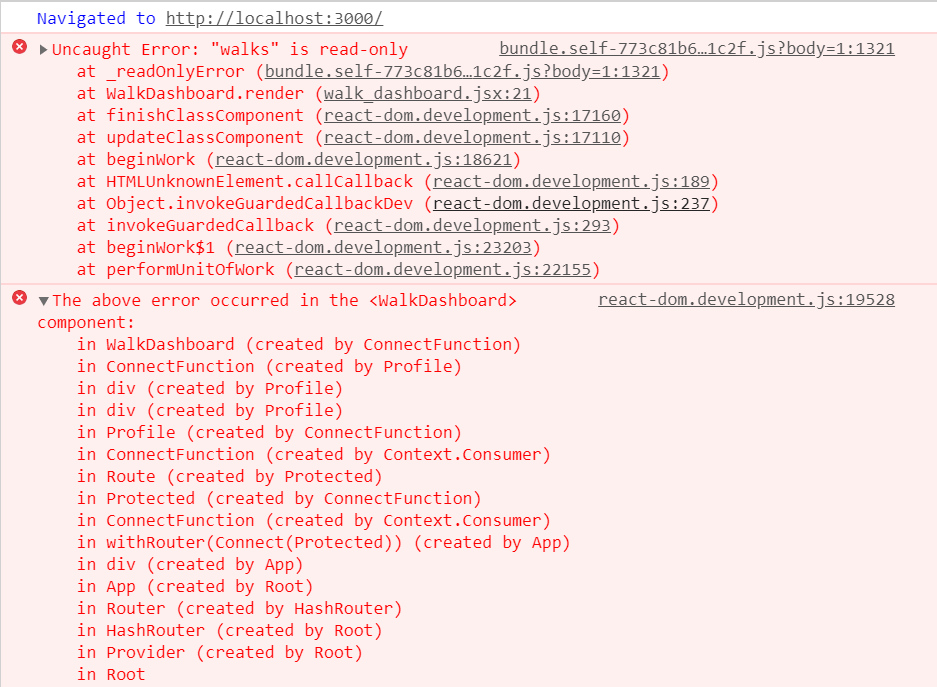 Navigated to http://localhost:3000/
Uncaught Error: "walks" is read-only bundle.self-773c81b6…1c2f.js?body=1:1321
at _readOnlyError (bundle.self-773c81b6…1c2f.js?body=1:1321)
at WalkDashboard.render (walk_dashboard.jsx:21)
at finishClassComponent (react-dom.development.js:17160)
at updateClassComponent (react-dom.development.js:17110)
at beginWork (react-dom.development.js:18621)
at HTMLUnknownElement.callCallback (react-dom.development.js:189)
at Object.invokeGuardedCallbackDev (react-dom.development.js:237)
at invokeGuardedCallback (react-dom.development.js:293)
at beginWork$1 (react-dom.development.js:23203)
at performUnitOfWork (react-dom.development.js:22155)
The above error occurred in the <WalkDashboard> react-dom.development.js:19528
component:
in WalkDashboard (created by ConnectFunction)
in ConnectFunction (created by Profile)
in div (created by Profile)
in div (created by Profile)
in Profile (created by ConnectFunction)
in ConnectFunction (created by Context.Consumer)
in Route (created by Protected)
in Protected (created by ConnectFunction)
in ConnectFunction (created by Context.Consumer)
in withRouter(Connect(Protected)) (created by App)
in div (created by App)
in App (created by Root)
in Router (created by HashRouter)
in HashRouter (created by Root)
in Provider (created by Root)
in Root